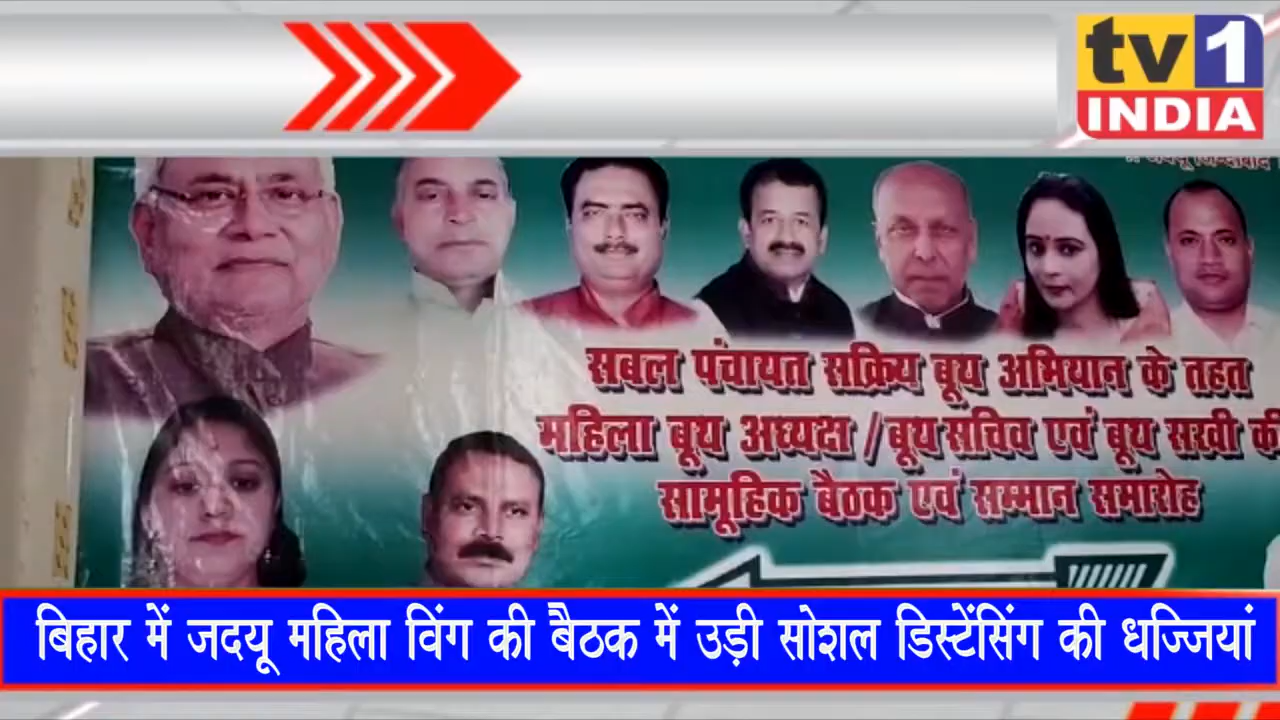 tv1
INDIA
जिन्दाबाद
सबल पंचायत सक्रिय बूथ अभियान के तहत
महिला बूथ अध्यक्ष / बूथ सचिव एवं बूथ सखी की
सामूहिक बैठक एवं सम्मान समारोह
बिहार में जदयू महिला विंग की बैठक में उड़ी सोशल डिस्टेंसिंग की धज्जियां